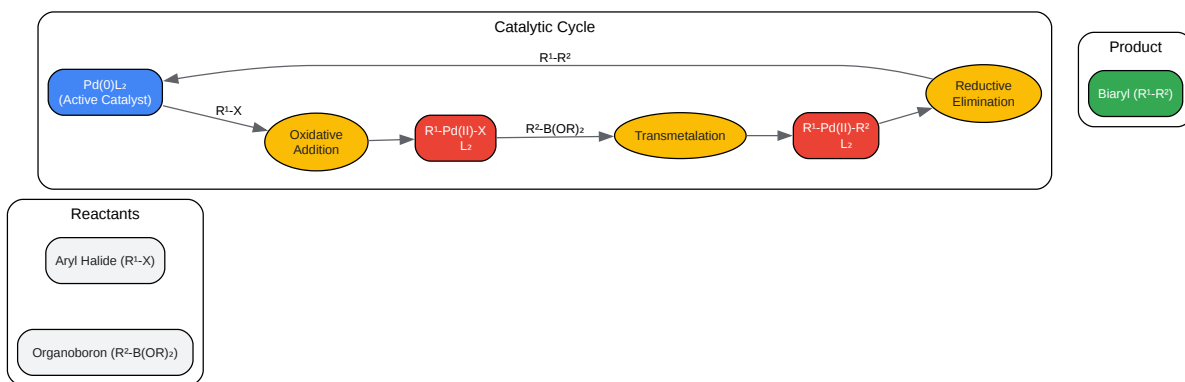 Catalytic Cycle
R¹-R²
Pd(0)L₂
(Active Catalyst)
R¹-X
Oxidative
Addition
R¹-Pd(II)-X
L₂
R²-B(OR)₂
Transmetalation
R¹-Pd(II)-R²
L₂
Reductive
Elimination
Product
Biaryl (R¹-R²)
Reactants
Aryl Halide (R¹-X)
Organoboron (R²-B(OR)₂)